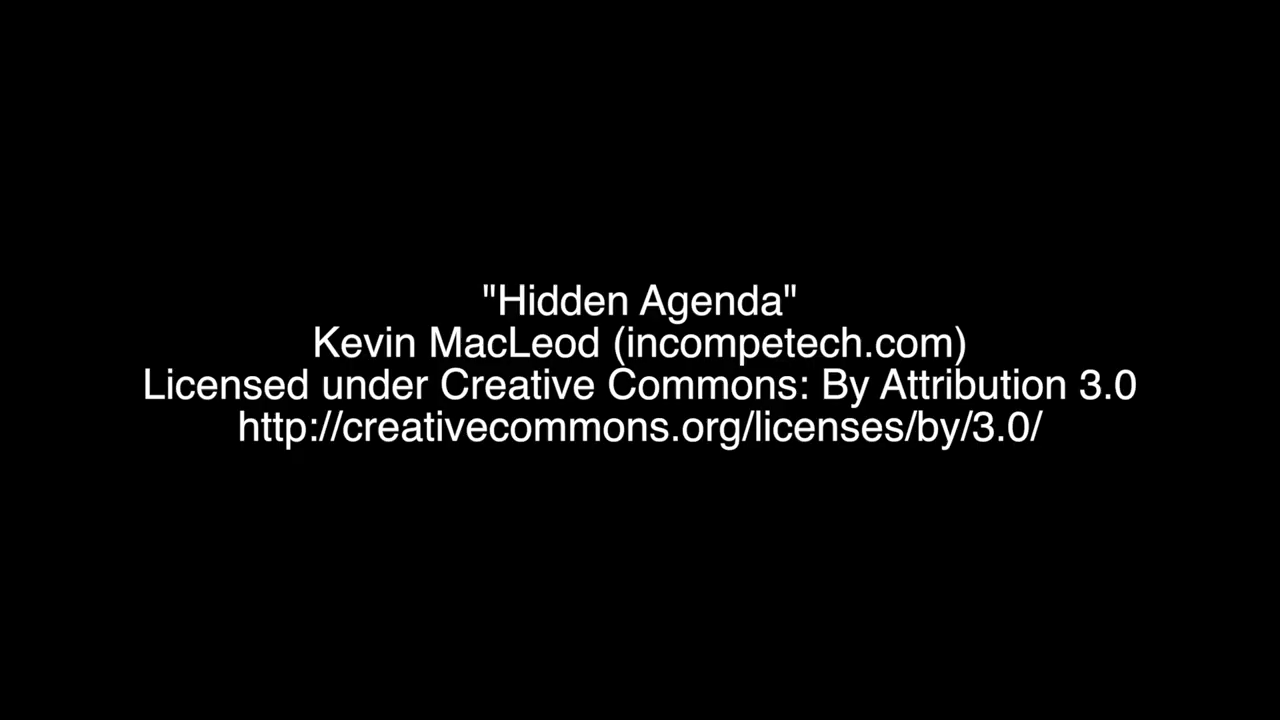 "Hidden Agenda"
Kevin MacLeod (incompetech.com)
Licensed under Creative Commons: By Attribution 3.0
http://creativecommons.org/licenses/by/3.0/